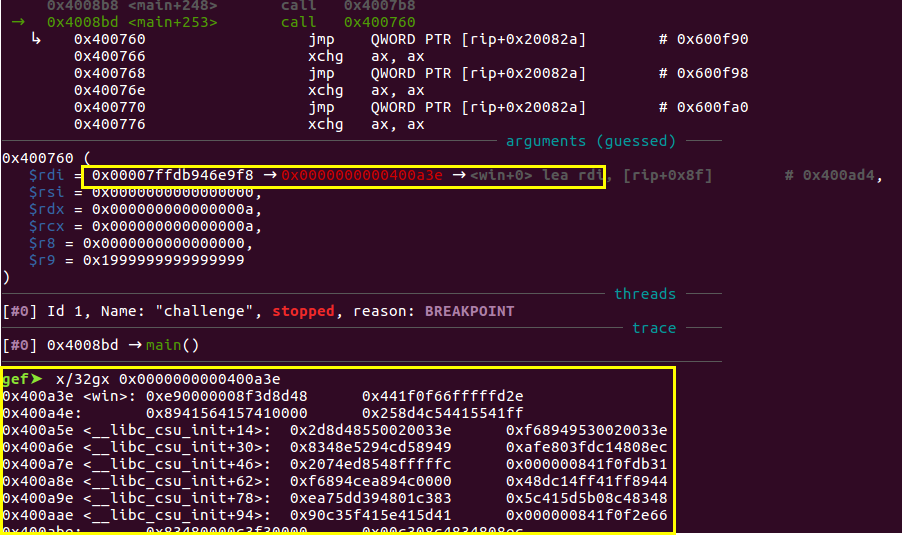 0x4008b8 <main+248> call 0x4007b8
→ 0x4008bd <main+253> call 0x400760
↳ 0x400760 jmp QWORD PTR [rip+0x20082a] # 0x600f90
0x400766 xchg ax, ax
0x400768 jmp QWORD PTR [rip+0x20082a] # 0x600f98
0x40076e xchg ax, ax
0x400770 jmp QWORD PTR [rip+0x20082a] # 0x600fa0
0x400776 xchg ax, ax
arguments (guessed)
0x400760 (
$rdi = 0x00007ffdb946e9f8 → 0x0000000000400a3e → <win+0> lea rdi, [rip+0x8f] # 0x400ad4,
$rsi = 0x0000000000000000,
$rdx = 0x000000000000000a,
$rcx = 0x000000000000000a,
$r8 = 0x0000000000000000,
$r9 = 0x1999999999999999
)
threads
[#0] Id 1, Name: "challenge", stopped, reason: BREAKPOINT
trace
[#0] 0x4008bd → main()
gef➤ x/32gx 0x0000000000400a3e
0x400a3e <win>: 0xe90000008f3d8d48 0x441f0f66fffffd2e
0x400a4e: 0x8941564157410000 0x258d4c54415541ff
0x400a5e <__libc_csu_init+14>: 0x2d8d48550020033e 0xf68949530020033e
0x400a6e <__libc_csu_init+30>: 0x8348e5294cd58949 0xafe803fdc14808ec
0x400a7e <__libc_csu_init+46>: 0x2074ed8548fffffc 0x000000841f0fdb31
0x400a8e <__libc_csu_init+62>: 0xf6894cea894c0000 0x48dc14ff41ff8944
0x400a9e <__libc_csu_init+78>: 0xea75dd394801c383 0x5c415d5b08c48348
0x400aae <__libc_csu_init+94>: 0x90c35f415e415d41 0x000000841f0f2e66
0x400abe: 0x83480000c3f30000 0x00c308c4834808ec